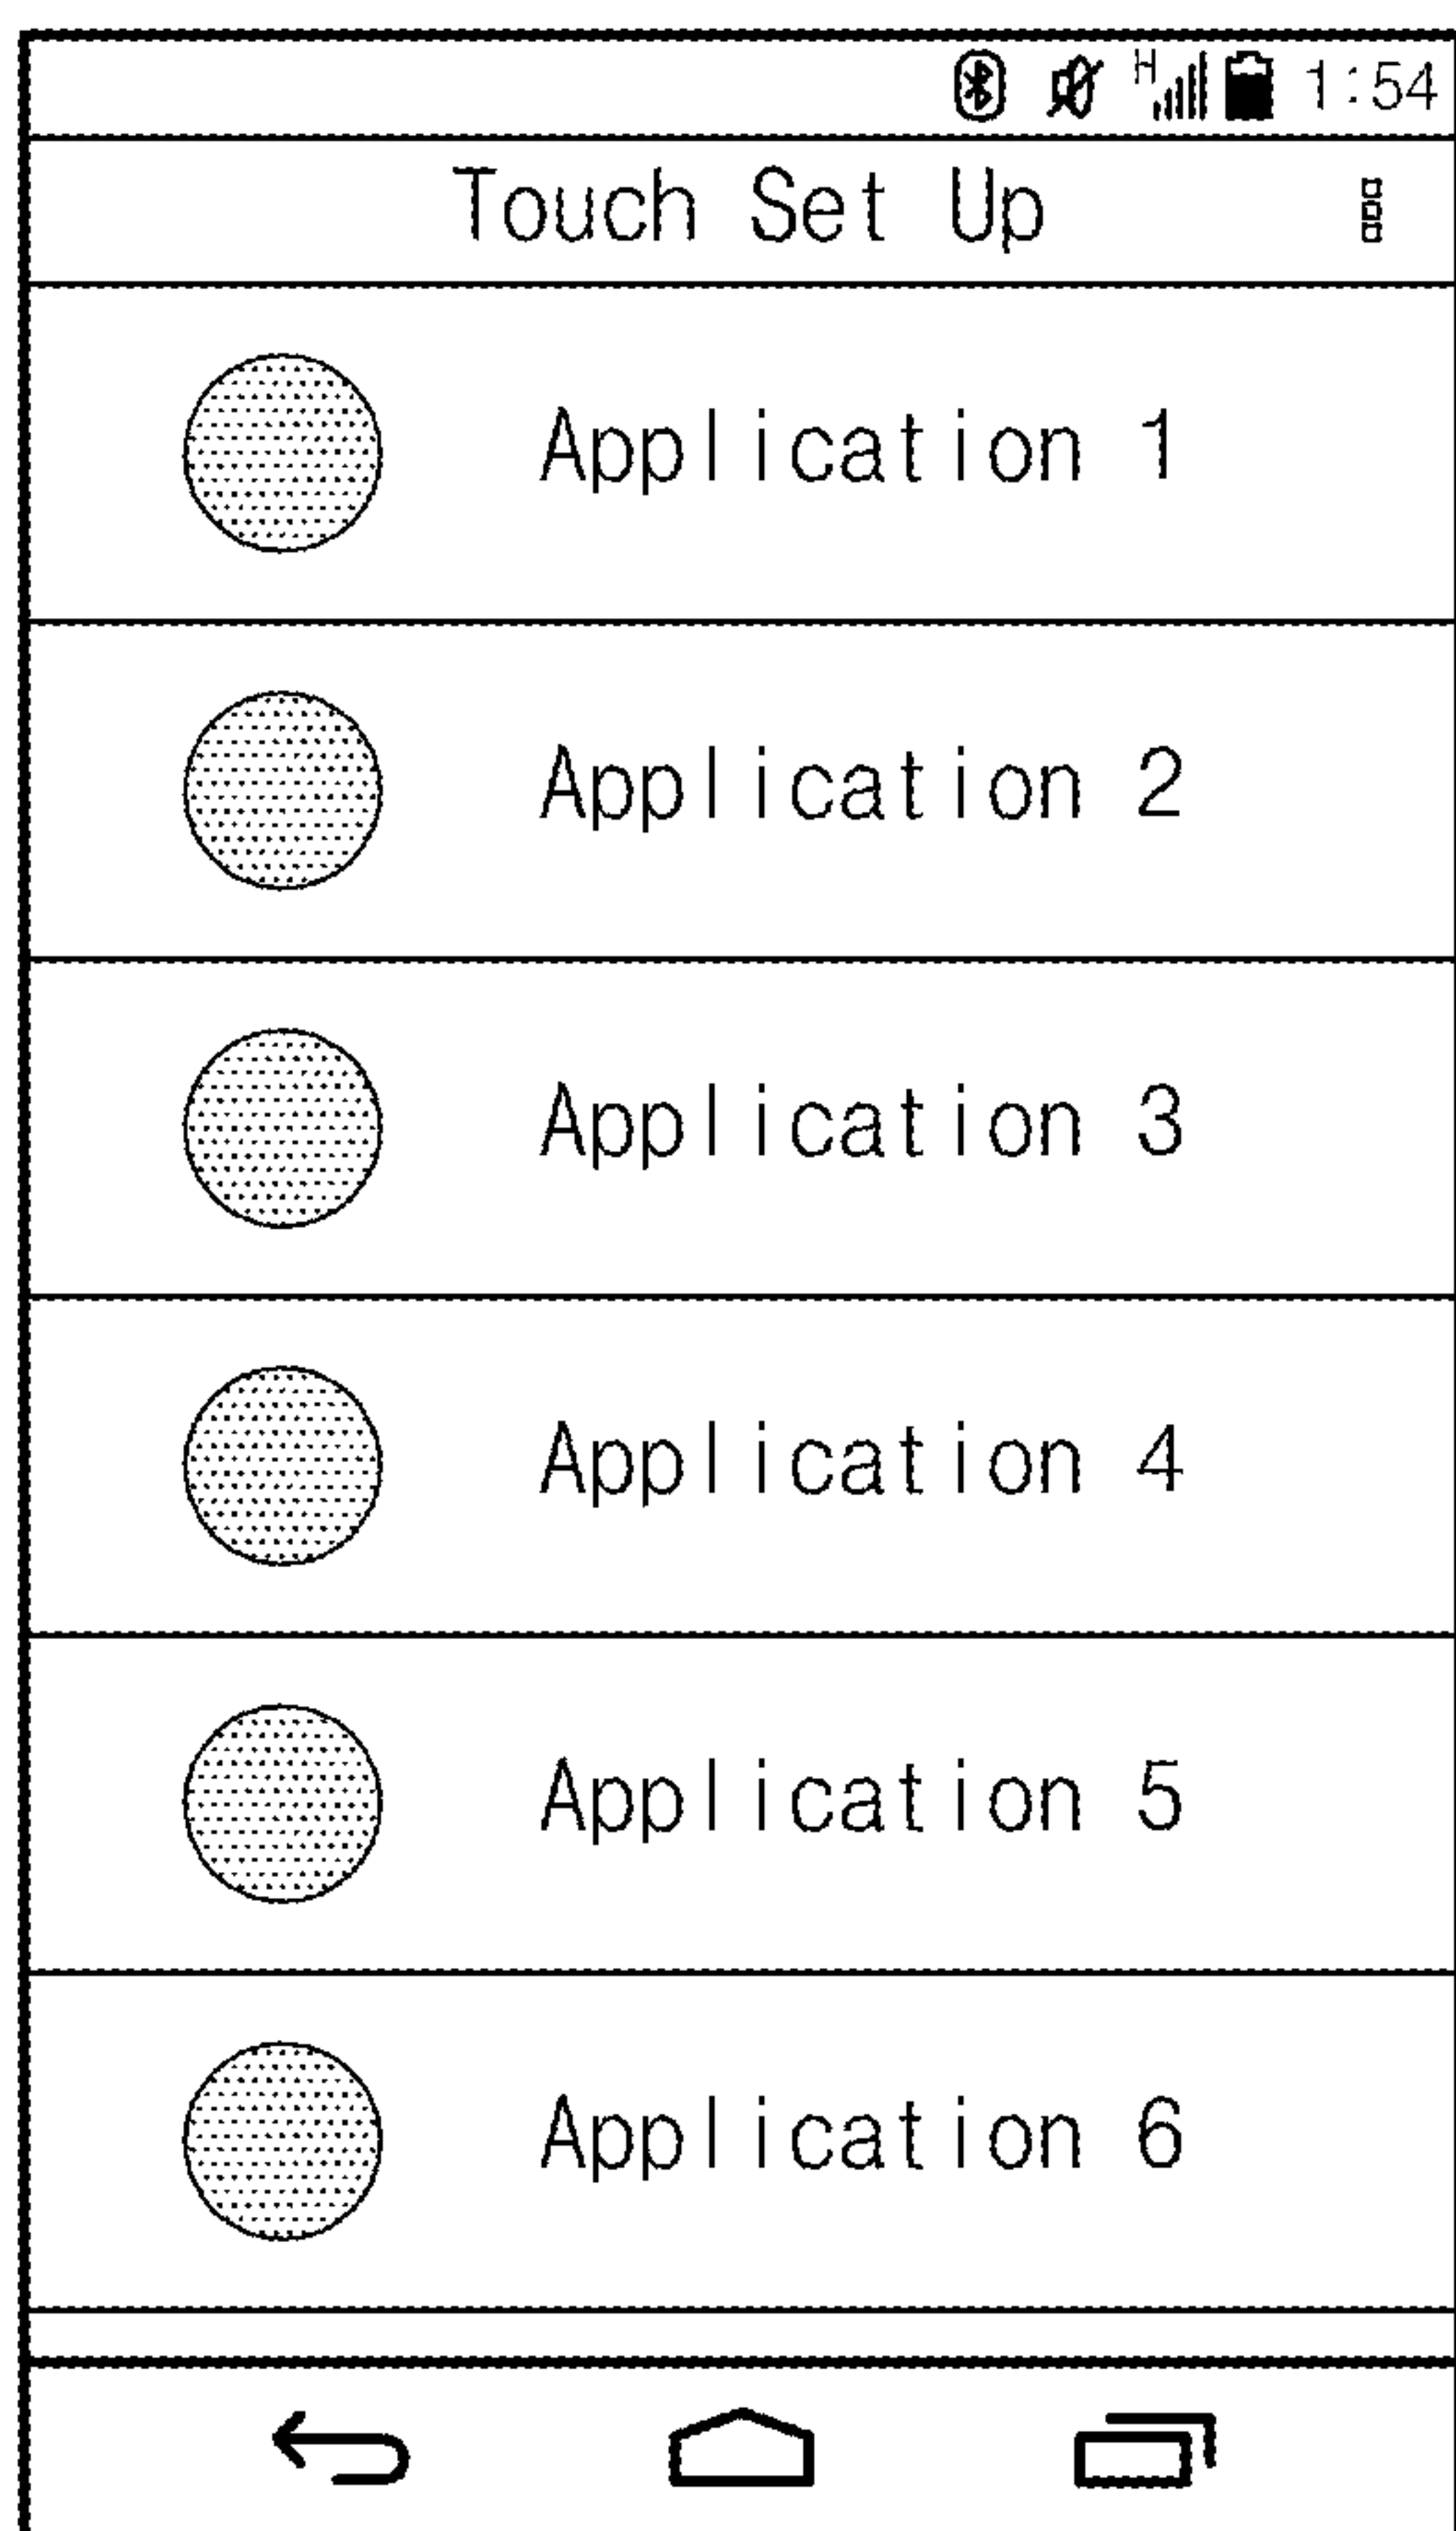 H 1:54
Touch Set Up
Application 1
Application 2
Application 3
Application 4
Application 5
Application 6